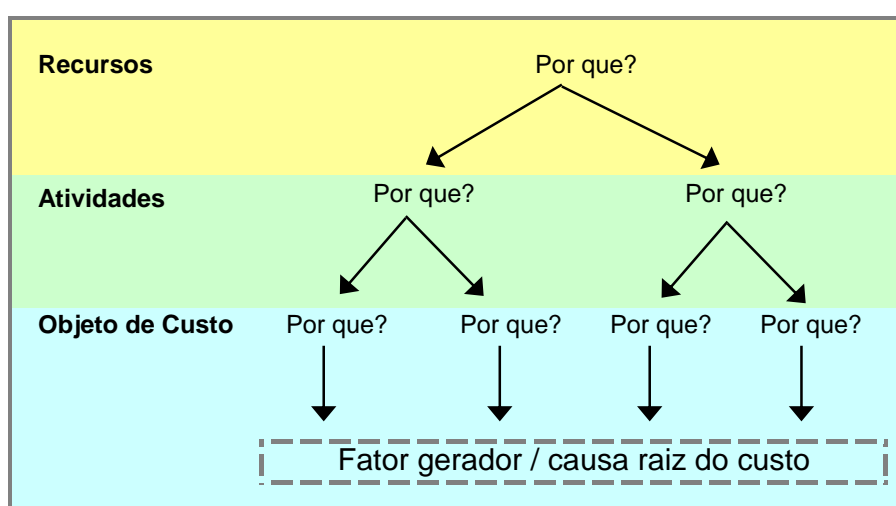 Recursos Por que?
Atividades Por que? Por que?
Objeto de Custo Por que? Por que? Por que? Por que?
Fator gerador / causa raiz do custo